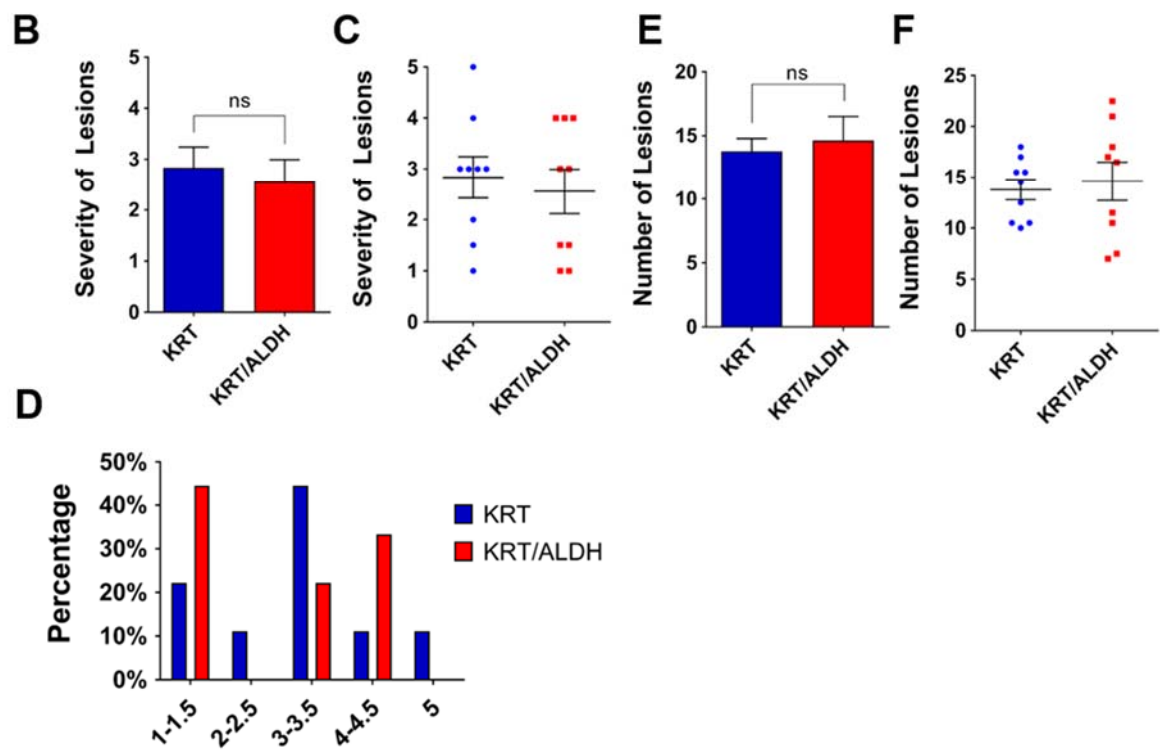 B
Severity of Lesions
5
4
3
2
1
0
ns
KRT
KRT/ALDH
C
Severity of Lesions
5
4
3
2
1
0
KRT
KRT/ALDH
E
Number of Lesions
20
15
10
5
0
ns
KRT
KRT/ALDH
F
Number of Lesions
25
20
15
10
5
0
KRT
KRT/ALDH
D
Percentage
50%
40%
30%
20%
10%
0%
1-1.5
2-2.5
3-3.5
4-4.5
5
KRT
KRT/ALDH